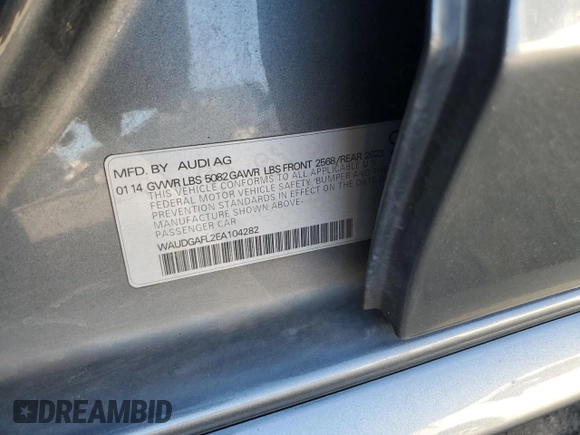 MFD. BY AUDI AG
0114 GVWR LBS 5082 GAWR LBS FRONT 2568/REAR
THIS VEHICLE CONFORMS TO ALL APPLICABLE U.S.
FEDERAL MOTOR VEHICLE SAFETY, BUMPER AND
PREVENTION STANDARDS IN EFFECT ON THE DATE
MANUFACTURE SHOWN ABOVE-
PASSENGER CAR
WAUDGAFL2EA104282
DREAMBID